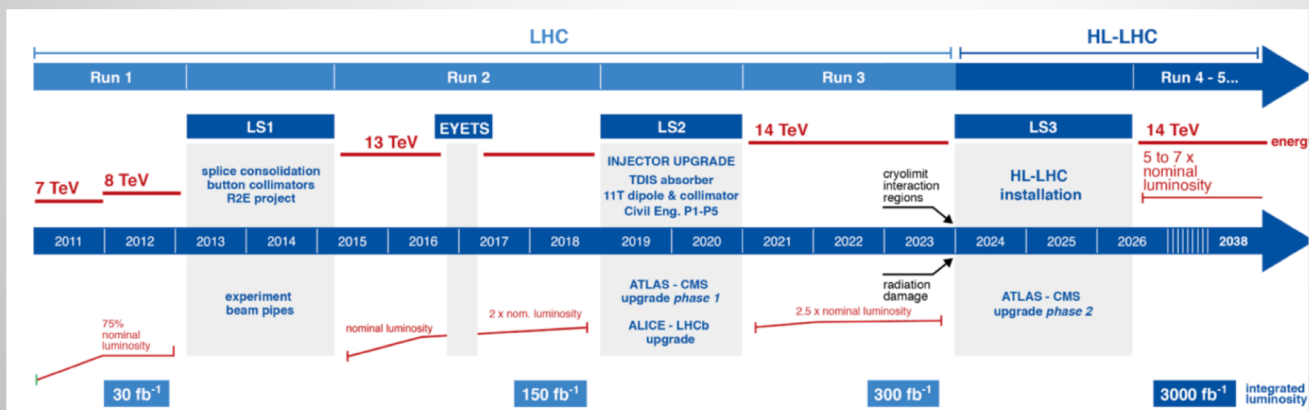 LHC
HL-LHC
Run 1
Run 2
Run 3
Run 4 - 5...
LS1
EYETS
LS2
LS3
13 TeV
14 TeV
14 TeV
energ
7 TeV
8 TeV
splice consolidation
button collimators
R2E project
INJECTOR UPGRADE
TDIS absorber
11T dipole & collimator
Civil Eng. P1-P5
cryolimit
interaction
regions
HL-LHC
installation
5 to 7 x
nominal
luminosity
2011
2012
2013
2014
2015
2016
2017
2018
2019
2020
2021
2022
2023
2024
2025
2026
2038
75%
nominal
luminosity
experiment
beam pipes
nominal luminosity
2 x nom. luminosity
ATLAS - CMS
upgrade phase 1
ALICE - LHCb
upgrade
2.5 x nominal luminosity
radiation
damage
ATLAS - CMS
upgrade phase 2
30 fb⁻¹
150 fb⁻¹
300 fb⁻¹
3000 fb⁻¹
integrated
luminosity